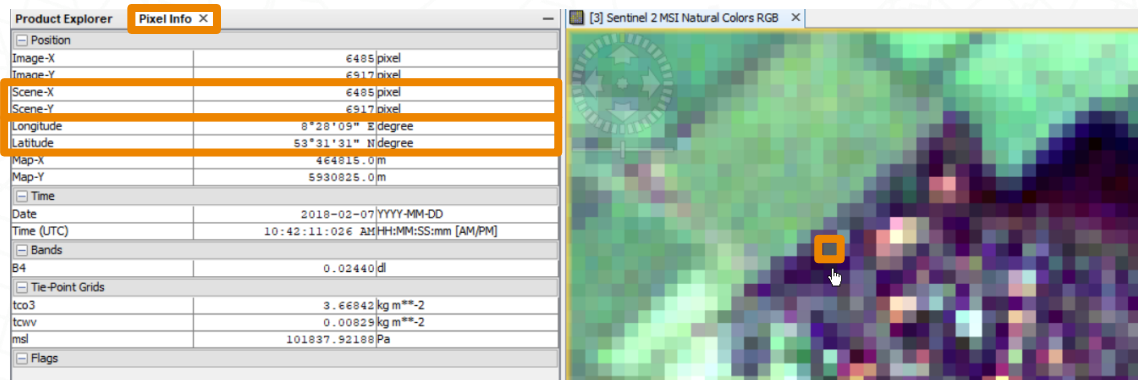 Product Explorer Pixel Info ×
[3] Sentinel 2 MSI Natural Colors RGB ×
Position
Image-X 6485 pixel
Image-Y 6917 pixel
Scene-X 6485 pixel
Scene-Y 6917 pixel
Longitude 8°28'09" E degree
Latitude 53°31'31" N degree
Map-X 464815.0 m
Map-Y 5930825.0 m
Time
Date 2018-02-07 YYYY-MM-DD
Time (UTC) 10:42:11:026 AM HH:MM:SS:mm [AM/PM]
Bands
B4 0.02440 dl
Tie-Point Grids
tco3 3.66842 kg m**-2
tcwv 0.00829 kg m**-2
msl 101837.92188 Pa
Flags